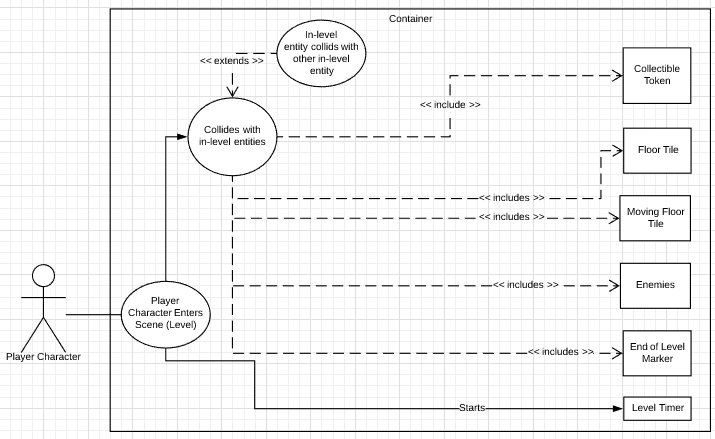 Container
In-level
entity collids with
other in-level
entity
<< extends >>
Collectible
Token
<< include >>
Collides with
in-level entities
Floor Tile
<< includes >>
Moving Floor
Tile
<< includes >>
Enemies
<< includes >>
Player
Character Enters
Scene (Level)
Player Character
End of Level
Marker
<< includes >>
Starts
Level Timer